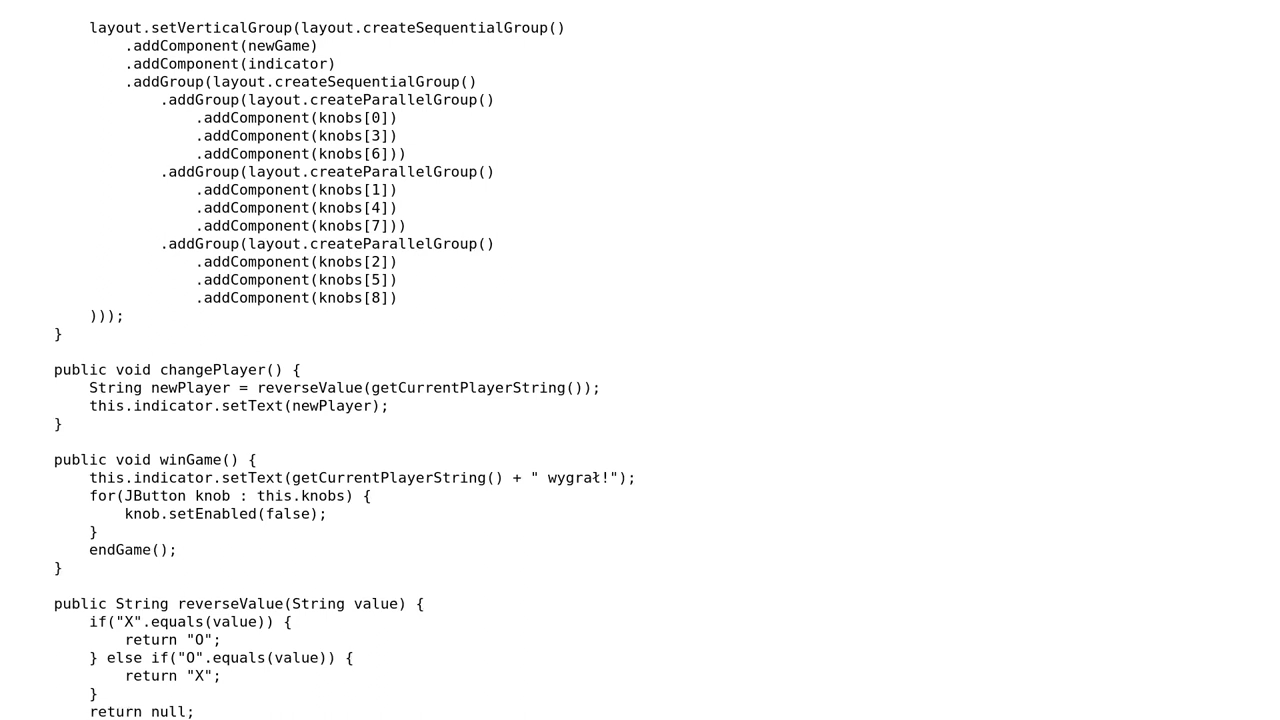 layout.setVerticalGroup(layout.createSequentialGroup()
.addComponent(newGame)
.addComponent(indicator)
.addGroup(layout.createSequentialGroup()
.addGroup(layout.createParallelGroup()
.addComponent(knobs[0])
.addComponent(knobs[3])
.addComponent(knobs[6]))
.addGroup(layout.createParallelGroup()
.addComponent(knobs[1])
.addComponent(knobs[4])
.addComponent(knobs[7]))
.addGroup(layout.createParallelGroup()
.addComponent(knobs[2])
.addComponent(knobs[5])
.addComponent(knobs[8])
)));
}
public void changePlayer() {
String newPlayer = reverseValue(getCurrentPlayerString());
this.indicator.setText(newPlayer);
}
public void winGame() {
this.indicator.setText(getCurrentPlayerString() + " wygrał!");
for(JButton knob : this.knobs) {
knob.setEnabled(false);
}
endGame();
}
public String reverseValue(String value) {
if("X".equals(value)) {
return "O";
} else if("O".equals(value)) {
return "X";
}
return null;